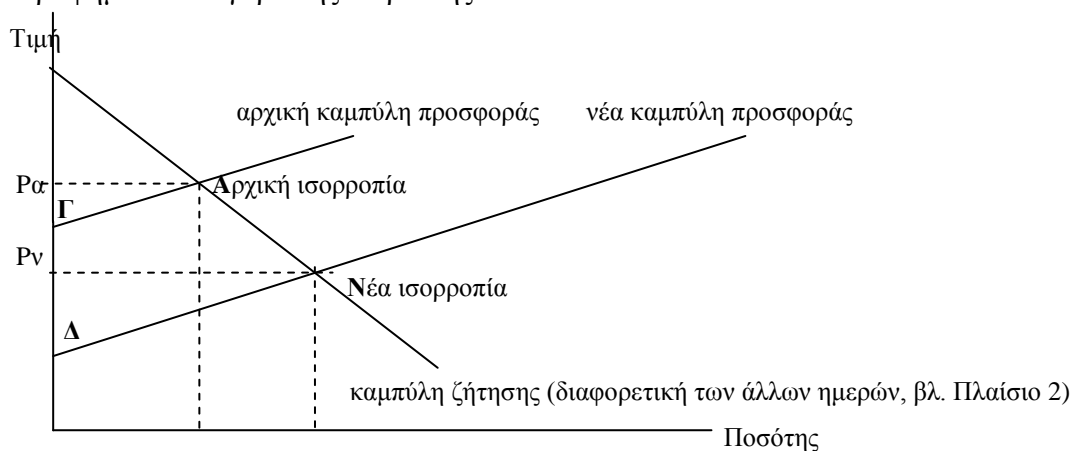 Τιμή
αρχική καμπύλη προσφοράς νέα καμπύλη προσφοράς
Ρα Αρχική ισορροπία
Γ
Ρν
Νέα ισορροπία
Δ
καμπύλη ζήτησης (διαφορετική των άλλων ημερών, βλ. Πλαίσιο 2)
Ποσότης